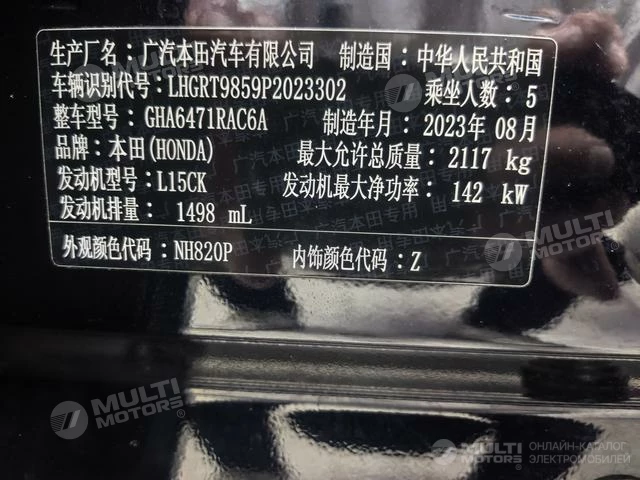 生产厂名：广汽本田汽车有限公司 制造国：中华人民共和国
车辆识别代号：LHGRT9859P2023302 乘坐人数：5
整车型号：GHA6471RAC6A 制造年月：2023年08月
品牌：本田(HONDA) 最大允许总质量：2117 kg
发动机型号：L15CK 发动机最大净功率：142 kW
发动机排量：1498 mL
外观颜色代码：NH820P 内饰颜色代码：Z
MULTI MOTORS®
MULTI MOTORS®
MULTI MOTORS®
MULTI MOTORS®
ОНЛАЙН-КАТАЛОГ
ЭЛЕКТРОМОБИЛЕЙ